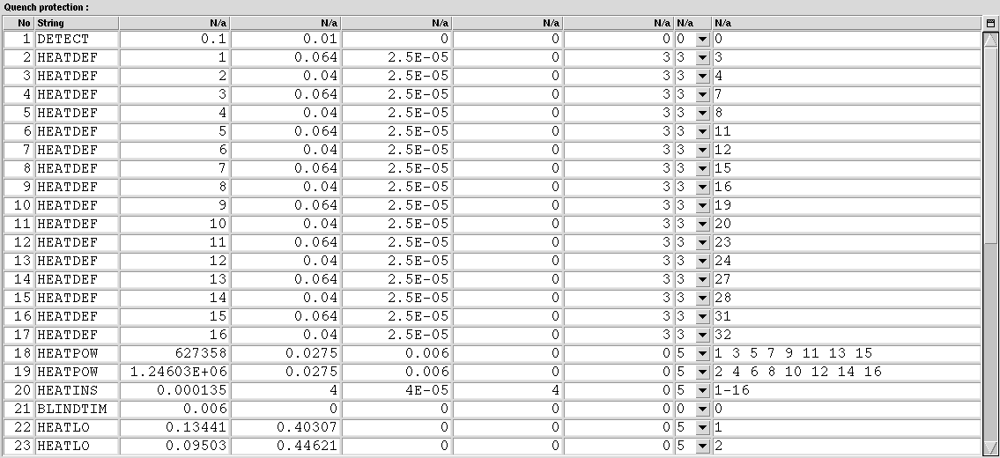 Quench protection :
No String N/a N/a N/a N/a N/a N/a N/a
1 DETECT 0.1 0.01 0 0 0 0 0
2 HEATDEF 1 0.064 2.5E-05 0 3 3 3
3 HEATDEF 2 0.04 2.5E-05 0 3 3 4
4 HEATDEF 3 0.064 2.5E-05 0 3 3 7
5 HEATDEF 4 0.04 2.5E-05 0 3 3 8
6 HEATDEF 5 0.064 2.5E-05 0 3 3 11
7 HEATDEF 6 0.04 2.5E-05 0 3 3 12
8 HEATDEF 7 0.064 2.5E-05 0 3 3 15
9 HEATDEF 8 0.04 2.5E-05 0 3 3 16
10 HEATDEF 9 0.064 2.5E-05 0 3 3 19
11 HEATDEF 10 0.04 2.5E-05 0 3 3 20
12 HEATDEF 11 0.064 2.5E-05 0 3 3 23
13 HEATDEF 12 0.04 2.5E-05 0 3 3 24
14 HEATDEF 13 0.064 2.5E-05 0 3 3 27
15 HEATDEF 14 0.04 2.5E-05 0 3 3 28
16 HEATDEF 15 0.064 2.5E-05 0 3 3 31
17 HEATDEF 16 0.04 2.5E-05 0 3 3 32
18 HEATPOW 627358 0.0275 0.006 0 0 5 1 3 5 7 9 11 13 15
19 HEATPOW 1.24603E+06 0.0275 0.006 0 0 5 2 4 6 8 10 12 14 16
20 HEATINS 0.000135 4 4E-05 4 0 5 1-16
21 BLINDTIM 0.006 0 0 0 0 0 0
22 HEATLO 0.13441 0.40307 0 0 0 5 1
23 HEATLO 0.09503 0.44621 0 0 0 5 2